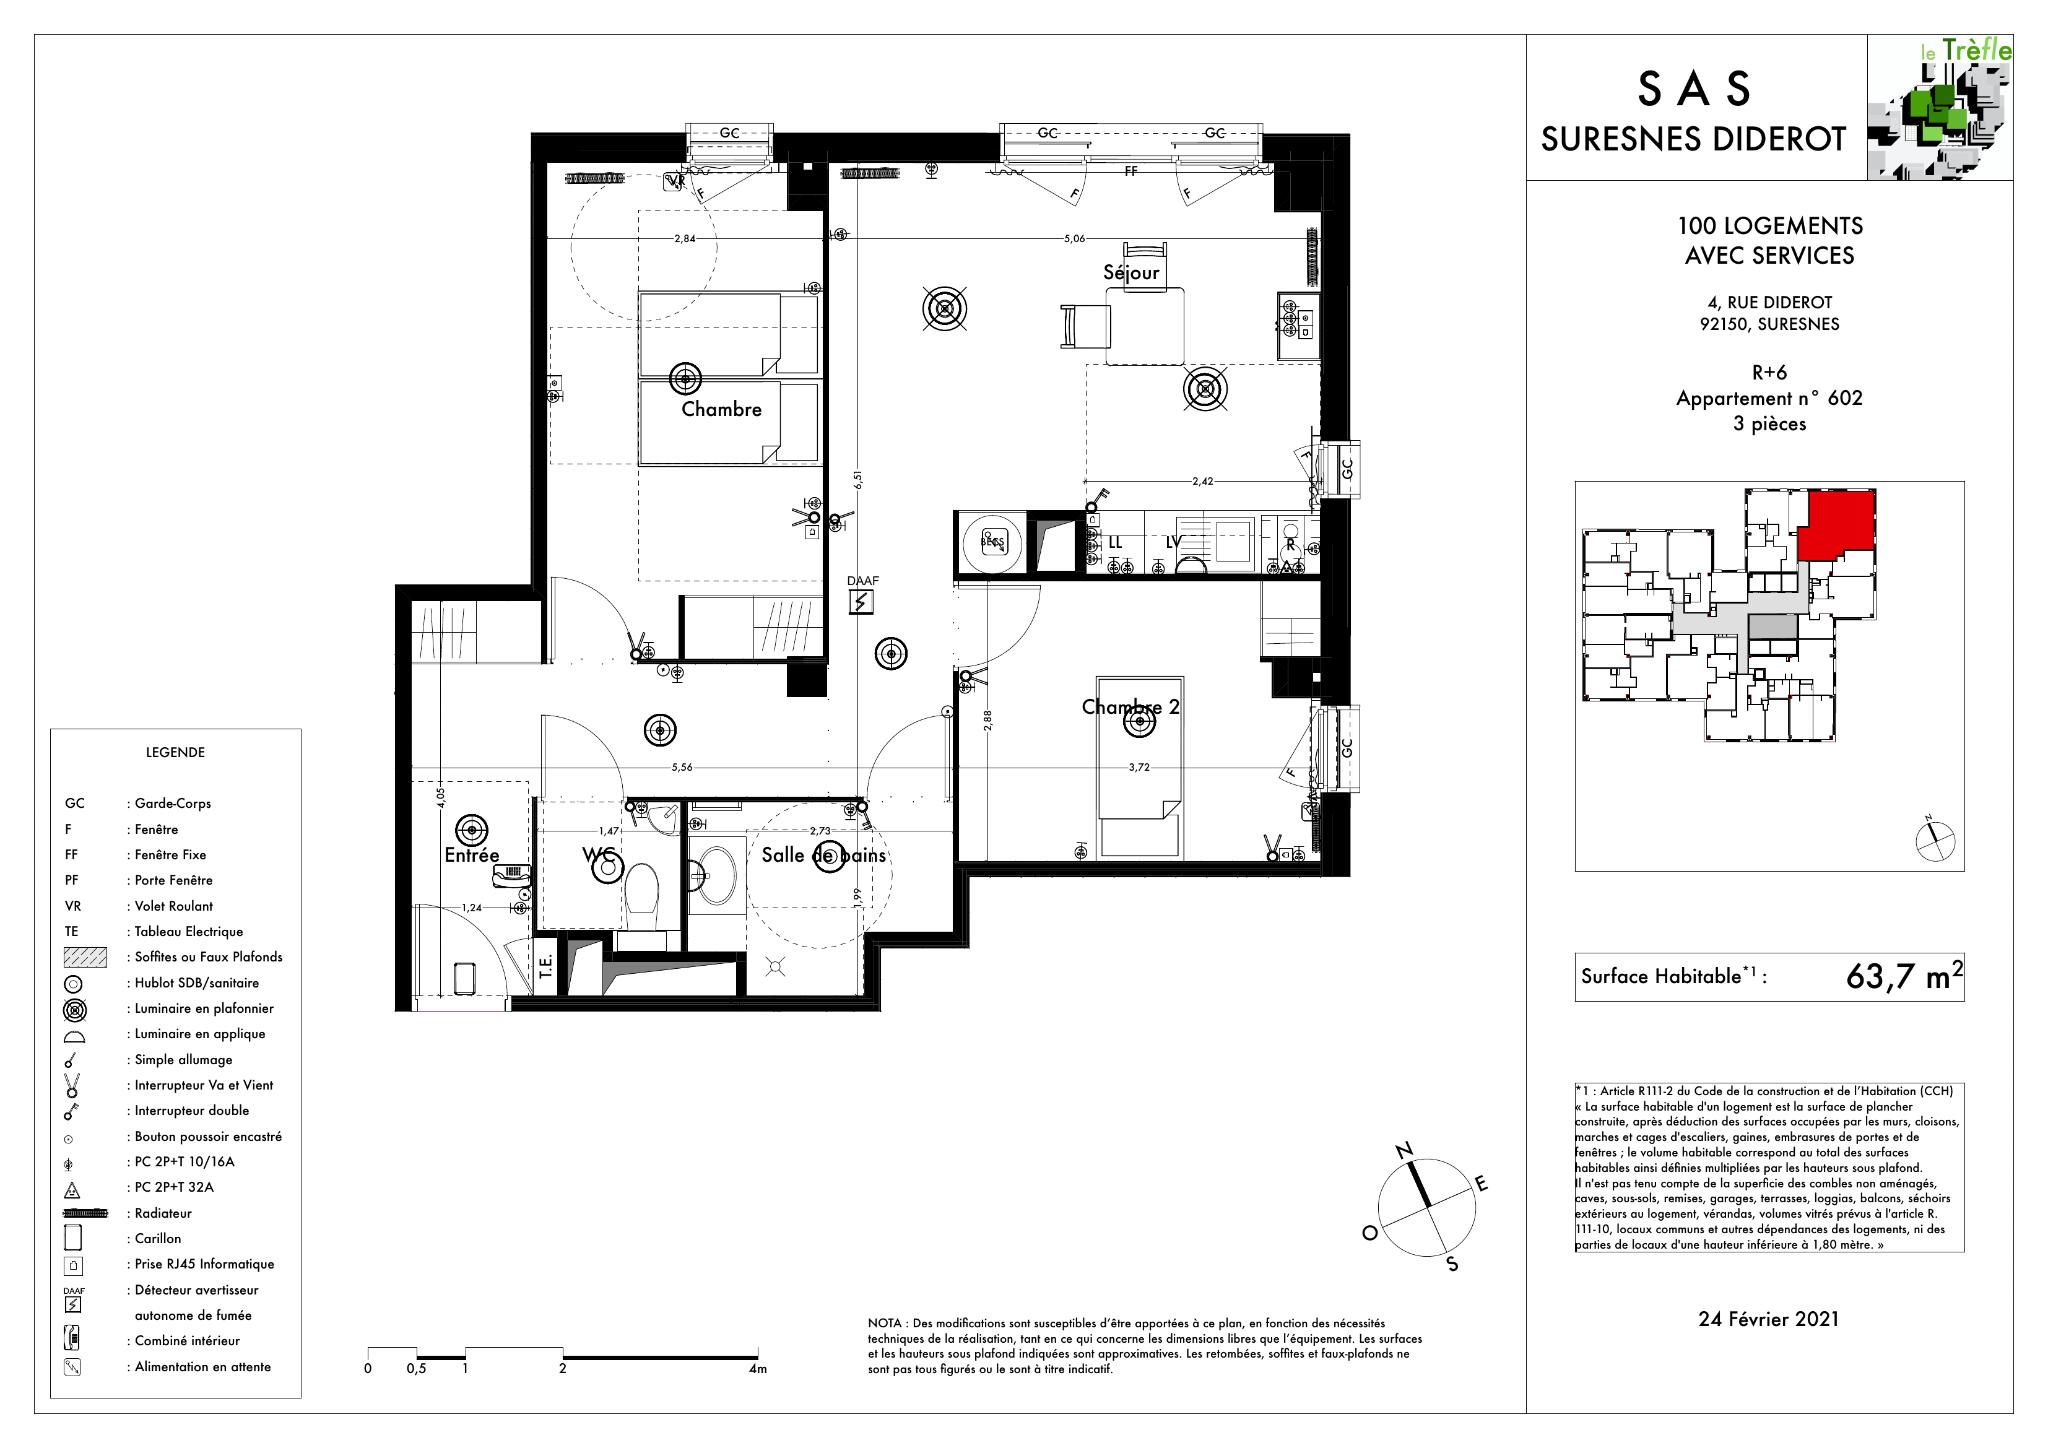 le Trèfle
S A S
SURESNES DIDEROT
100 LOGEMENTS
AVEC SERVICES
4, RUE DIDEROT
92150, SURESNES
R+6
Appartement n° 602
3 pièces
N
Surface Habitable*1 : 63,7 m²
*1 : Article R111-2 du Code de la construction et de l'Habitation (CCH)
« La surface habitable d'un logement est la surface de plancher
construite, après déduction des surfaces occupées par les murs, cloisons,
marches et cages d'escaliers, gaines, embrasures de portes et de
fenêtres ; le volume habitable correspond au total des surfaces
habitables ainsi définies multipliées par les hauteurs sous plafond.
Il n'est pas tenu compte de la superficie des combles non aménagés,
caves, sous-sols, remises, garages, terrasses, loggias, balcons, séchoirs
extérieurs au logement, vérandas, volumes vitrés prévus à l'article R.
111-10, locaux communs et autres dépendances des logements, ni des
parties de locaux d'une hauteur inférieure à 1,80 mètre. »
24 Février 2021
GC
GC
GC
VR
F
F
FF
F
2,84
5,06
Séjour
Chambre
6,51
F
GC
2,42
F
BECS
LL
LV
R
DAAF
Chambre 2
2,88
5,56
3,72
F
GC
4,05
1,47
2,73
Entrée
WC
Salle de bains
1,24
1,99
T.E.
LEGENDE
GC : Garde-Corps
F : Fenêtre
FF : Fenêtre Fixe
PF : Porte Fenêtre
VR : Volet Roulant
TE : Tableau Electrique
: Soffites ou Faux Plafonds
: Hublot SDB/sanitaire
: Luminaire en plafonnier
: Luminaire en applique
: Simple allumage
: Interrupteur Va et Vient
: Interrupteur double
: Bouton poussoir encastré
: PC 2P+T 10/16A
: PC 2P+T 32A
: Radiateur
: Carillon
: Prise RJ45 Informatique
DAAF : Détecteur avertisseur
autonome de fumée
: Combiné intérieur
: Alimentation en attente
N
E
O
S
0 0,5 1 2 4m
NOTA : Des modifications sont susceptibles d'être apportées à ce plan, en fonction des nécessités
techniques de la réalisation, tant en ce qui concerne les dimensions libres que l'équipement. Les surfaces
et les hauteurs sous plafond indiquées sont approximatives. Les retombées, soffites et faux-plafonds ne
sont pas tous figurés ou le sont à titre indicatif.